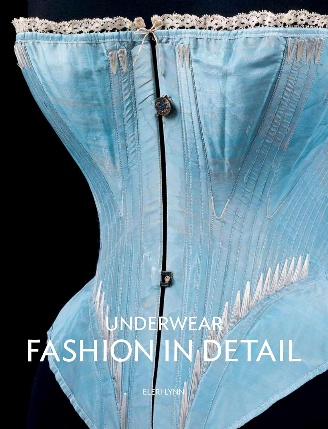 UNDERWEAR
FASHION IN DETAIL
ELERI LYNN